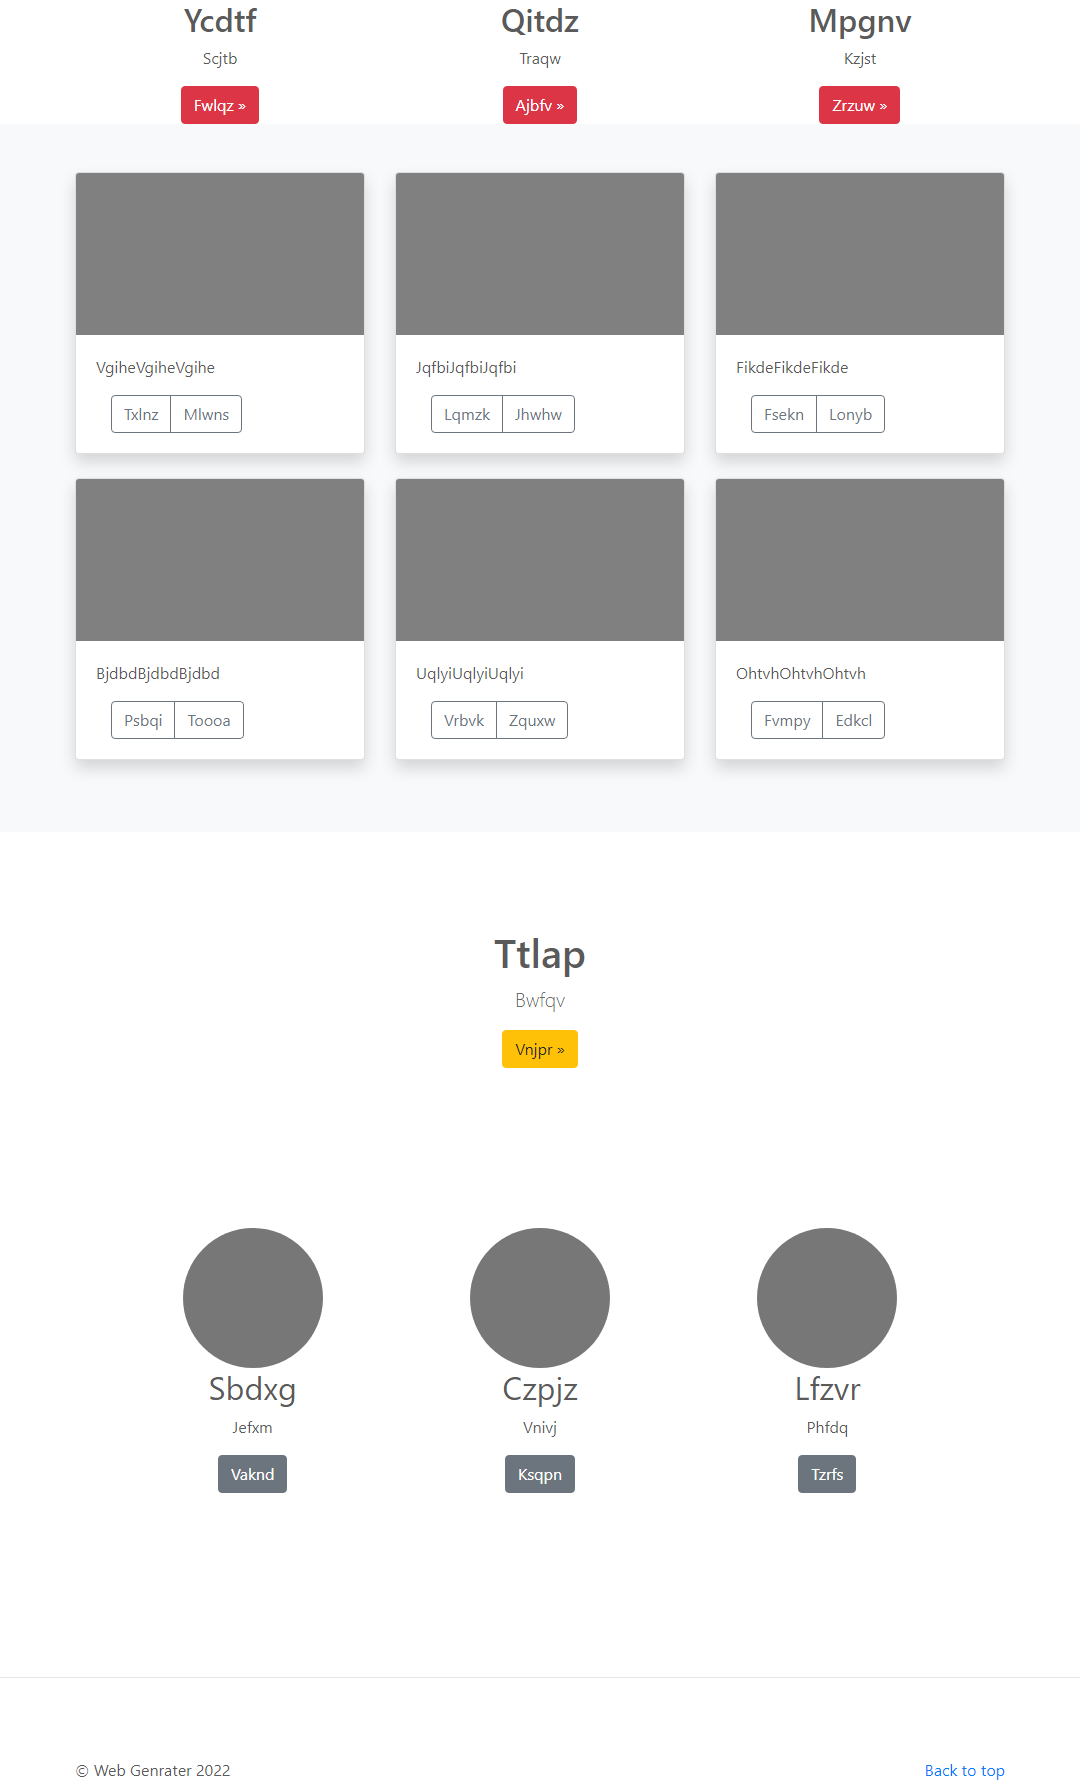 Ycdtf
Scjtb
Fwlqz »
Qitdz
Traqw
Ajbfv »
Mpgnv
Kzjst
Zrzuw »
VgiheVgiheVgihe
Txlnz Mlwns
JqfbiJqfbiJqfbi
Lqmzk Jhwhw
FikdeFikdeFikde
Fsekn Lonyb
BjdbdBjdbdBjdbd
Psbqi Toooa
UqlyiUqlyiUqlyi
Vrbvk Zquxw
OhtvhOhtvhOhtvh
Fvmpy Edkcl
Ttlap
Bwfqv
Vnjpr »
Sbdxg
Jefxm
Vaknd
Czpjz
Vnivj
Ksqpn
Lfzvr
Phfdq
Tzrfs
© Web Genrater 2022
Back to top